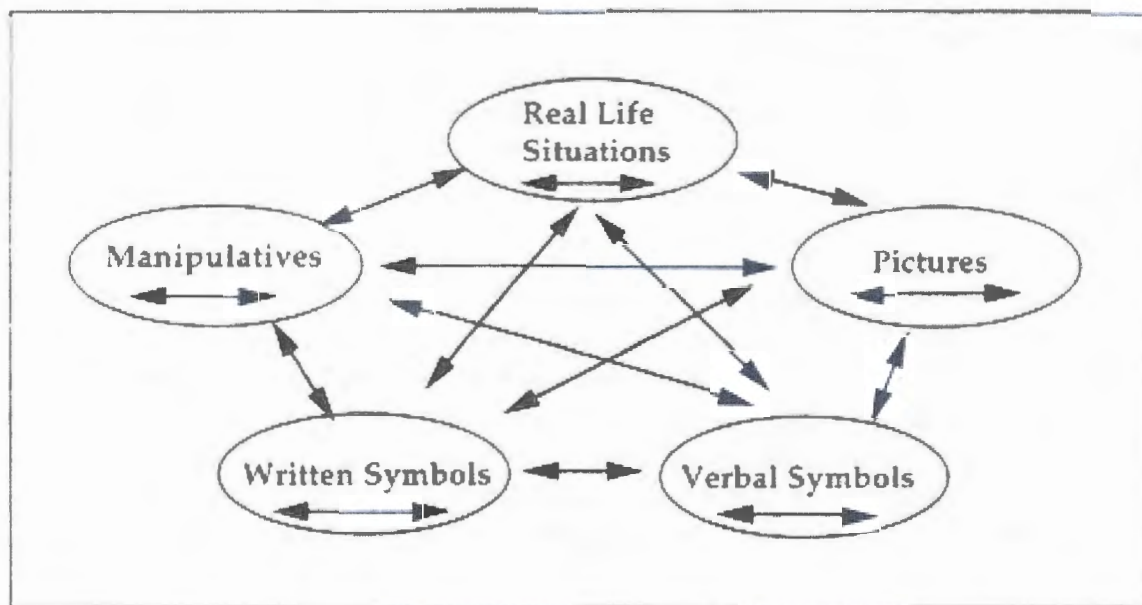 Real Life
Situations
Manipulatives
Pictures
Written Symbols
Verbal Symbols